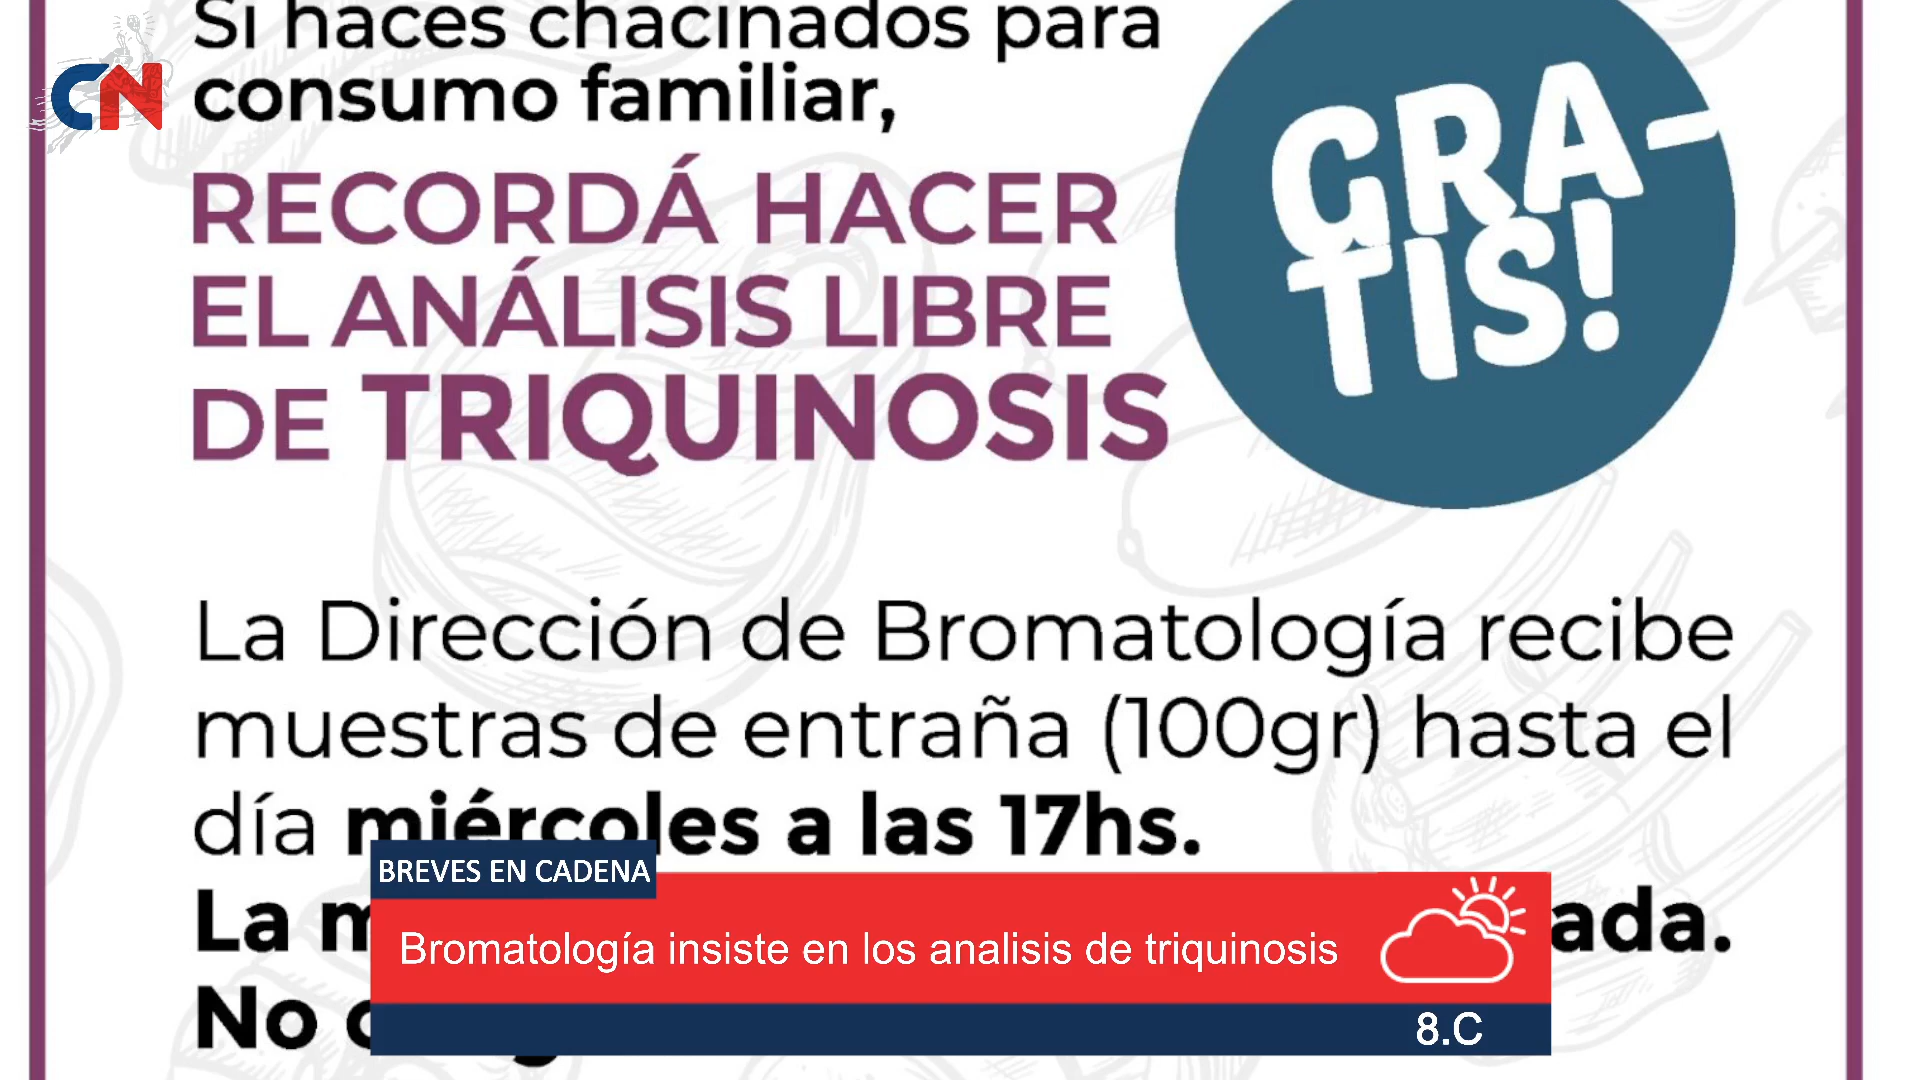 CN
Si haces chacinados para
consumo familiar,
RECORDÁ HACER
EL ANÁLISIS LIBRE
DE TRIQUINOSIS
GRA-
TIS!
La Dirección de Bromatología recibe
muestras de entraña (100gr) hasta el
día miércoles a las 17hs.
La
No
BREVES EN CADENA
Bromatología insiste en los analisis de triquinosis
8.C